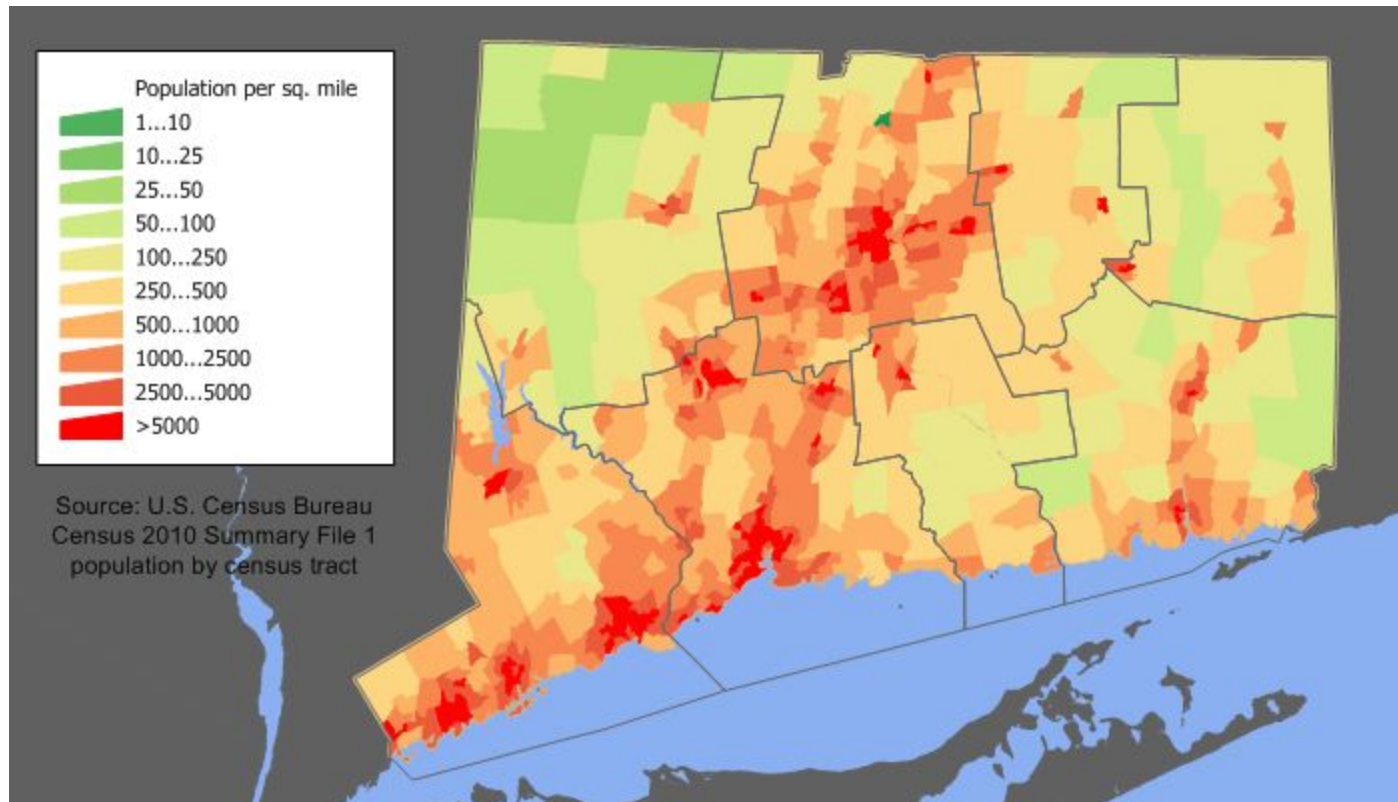 Population per sq. mile
1...10
10...25
25...50
50...100
100...250
250...500
500...1000
1000...2500
2500...5000
>5000
Source: U.S. Census Bureau
Census 2010 Summary File 1
population by census tract